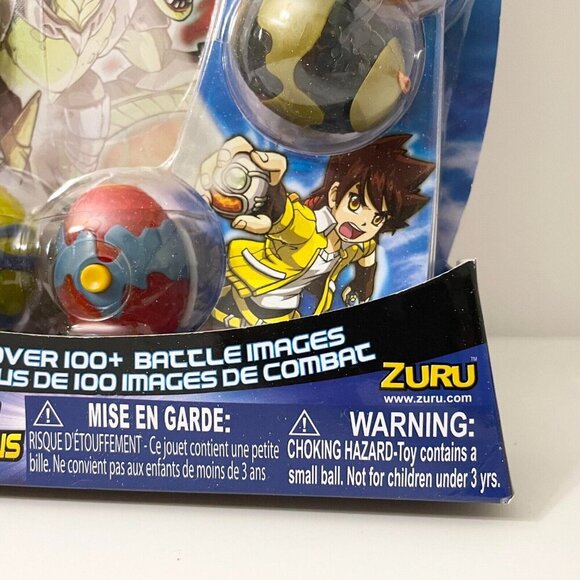 OVER 100+ BATTLE IMAGES
US DE 100 IMAGES DE COMBAT
ZURU™
www.zuru.com
US
MISE EN GARDE:
RISQUE D'ÉTOUFFEMENT - Ce jouet contient une petite
bille. Ne convient pas aux enfants de moins de 3 ans
WARNING:
CHOKING HAZARD-Toy contains a
small ball. Not for children under 3 yrs.